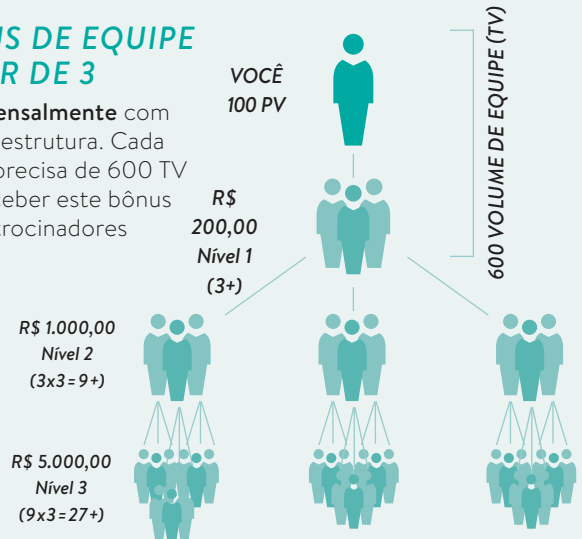 US DE EQUIPE
R DE 3
ensalmente com
estrutura. Cada
precisa de 600 TV
ceber este bônus
trocinadores
VOCÊ
100 PV
600 VOLUME DE EQUIPE (TV)
R$
200,00
Nível 1
(3+)
R$ 1.000,00
Nível 2
(3x3=9+)
R$ 5.000,00
Nível 3
(9x3=27+)